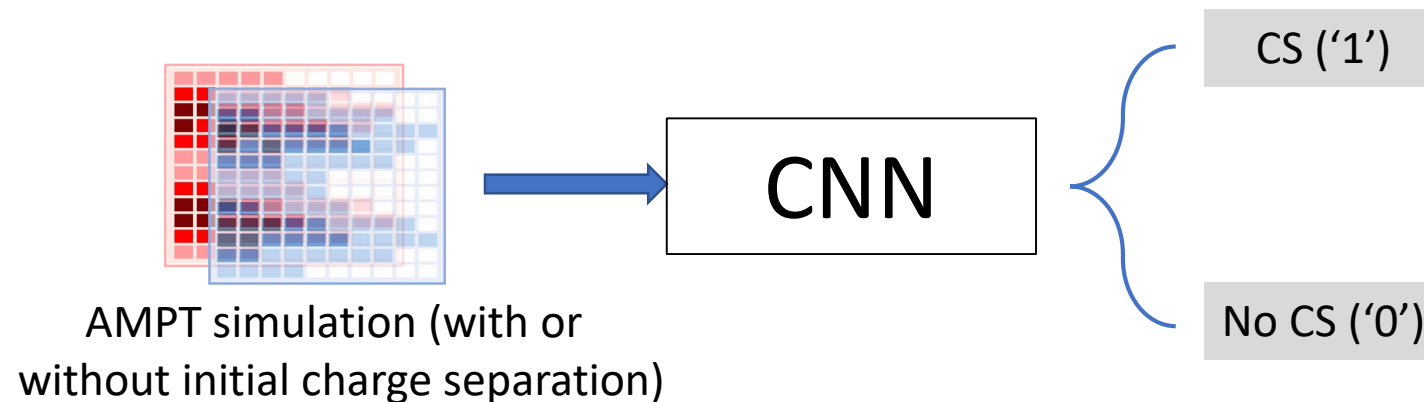 CS (‘1’)
CNN
No CS (‘0’)
AMPT simulation (with or
without initial charge separation)